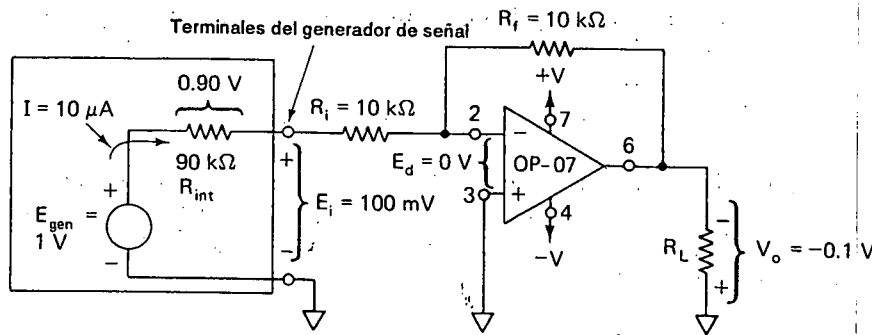 Terminales del generador de señal
R_f = 10 kΩ
0.90 V
+V
I = 10 μA
R_i = 10 kΩ
2
7
6
−
E_d = 0 V
OP-07
90 kΩ
R_int
+
E_i = 100 mV
3
+
4
+
E_gen =
1 V
−
−
−V
R_L
−
V_o = −0.1 V
+